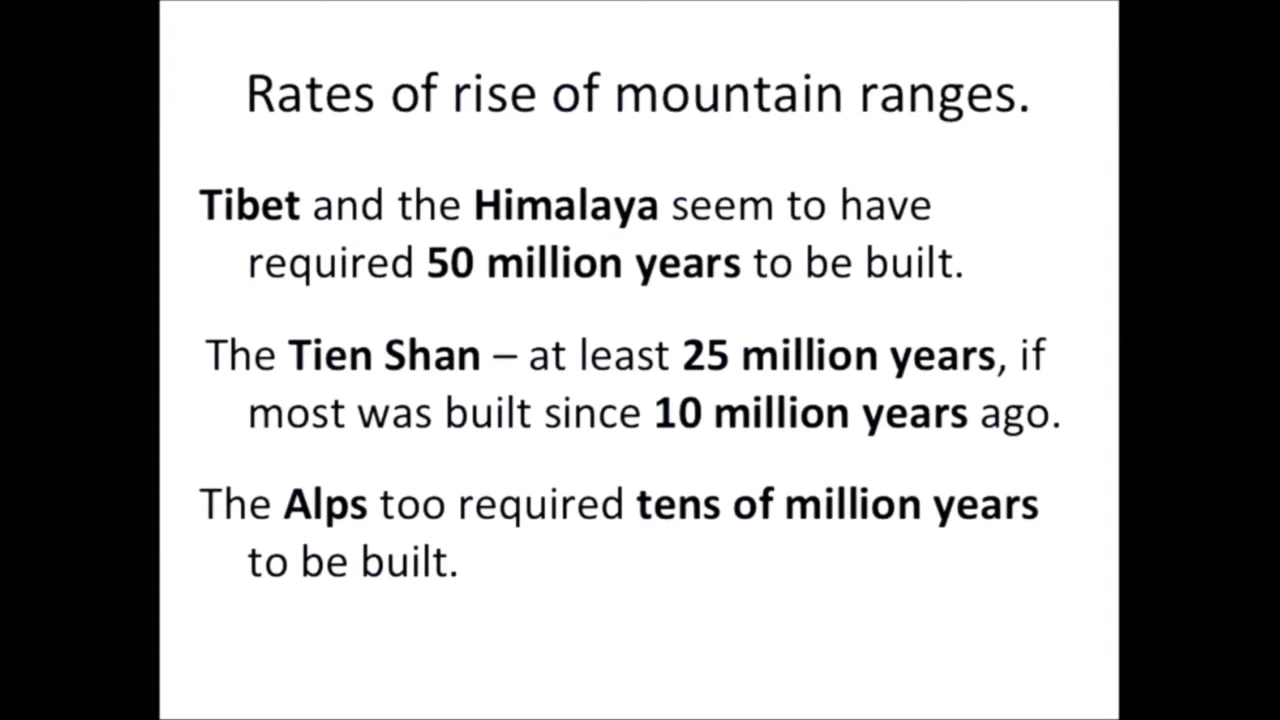 Rates of rise of mountain ranges.
Tibet and the Himalaya seem to have
required 50 million years to be built.
The Tien Shan – at least 25 million years, if
most was built since 10 million years ago.
The Alps too required tens of million years
to be built.